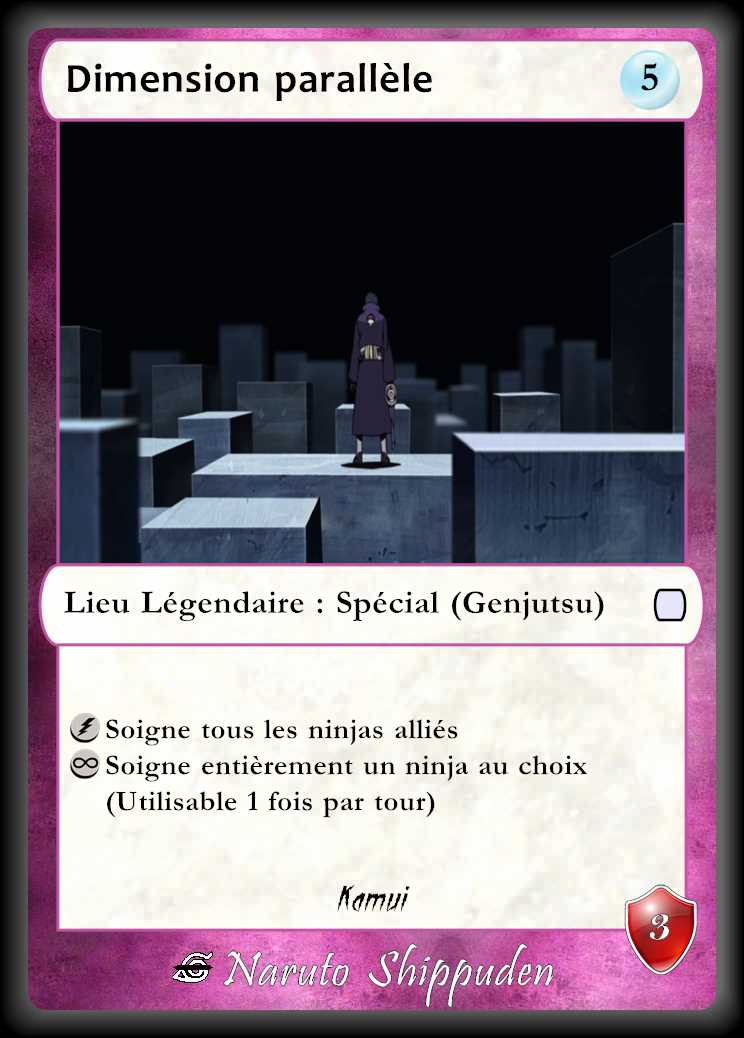 Dimension parallèle
5
Lieu Légendaire : Spécial (Genjutsu)
Soigne tous les ninjas alliés
Soigne entièrement un ninja au choix
(Utilisable 1 fois par tour)
Kamui
3
Naruto Shippuden